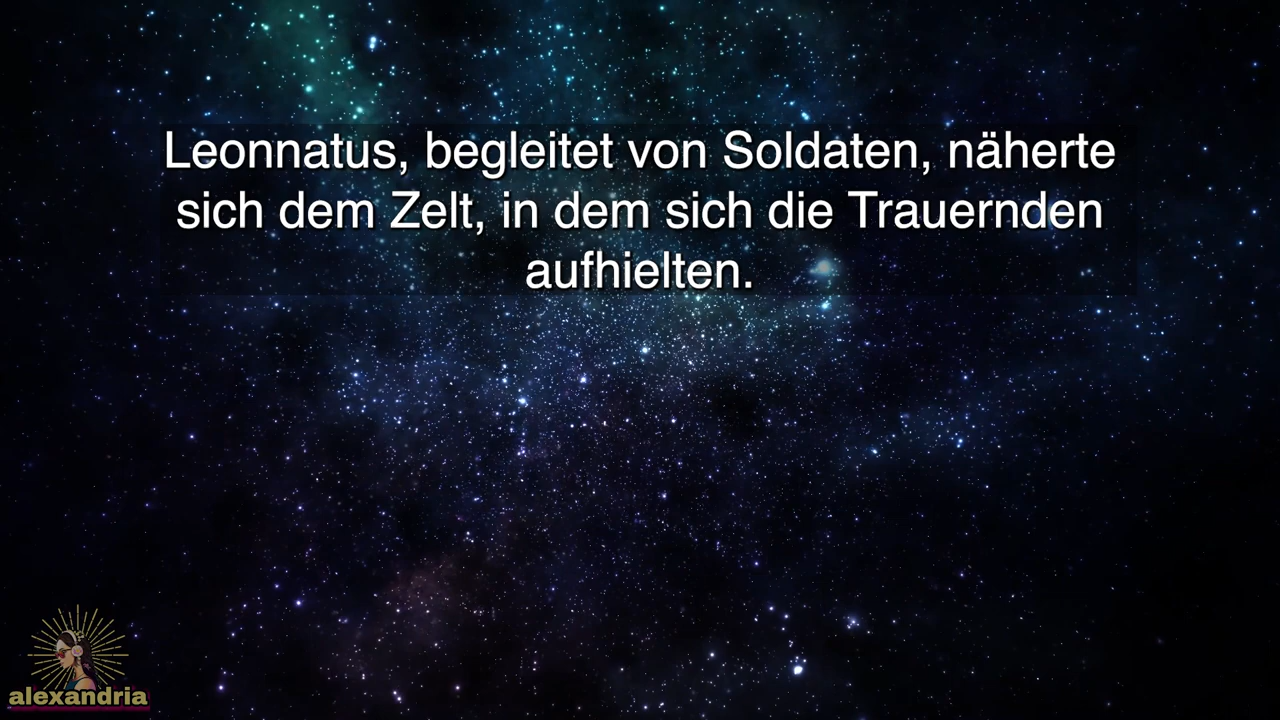 Leonnatus, begleitet von Soldaten, näherte
sich dem Zelt, in dem sich die Trauernden
aufhielten.
alexandria